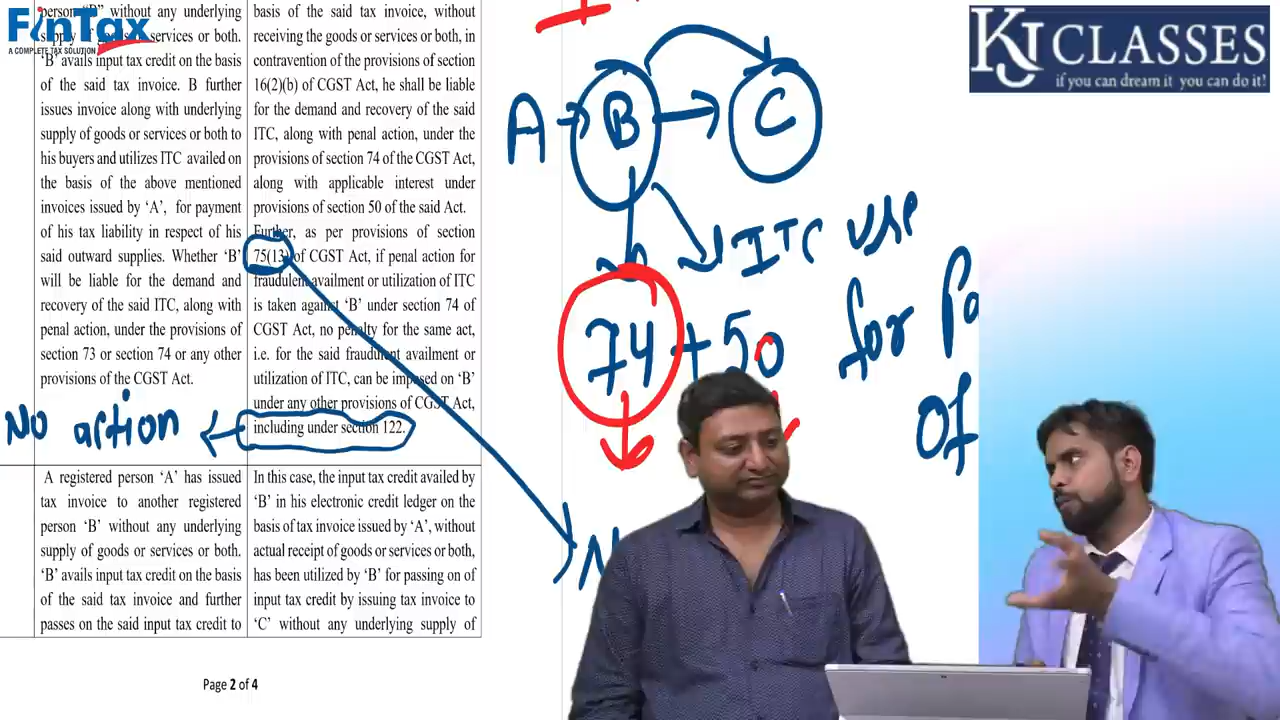 FinTax
A COMPLETE TAX SOLUTION
KJ CLASSES
if you can dream it you can do it!
person "B" without any underlying
supply of goods or services or both.
'B' avails input tax credit on the basis
of the said tax invoice. B further
issues invoice along with underlying
supply of goods or services or both to
his buyers and utilizes ITC availed on
the basis of the above mentioned
invoices issued by 'A', for payment
of his tax liability in respect of his
said outward supplies. Whether 'B'
will be liable for the demand and
recovery of the said ITC, along with
penal action, under the provisions of
section 73 or section 74 or any other
provisions of the CGST Act.
basis of the said tax invoice, without
receiving the goods or services or both, in
contravention of the provisions of section
16(2)(b) of CGST Act, he shall be liable
for the demand and recovery of the said
ITC, along with penal action, under the
provisions of section 74 of the CGST Act,
along with applicable interest under
provisions of section 50 of the said Act.
Further, as per provisions of section
75(13) of CGST Act, if penal action for
fraudulent availment or utilization of ITC
is taken against 'B' under section 74 of
CGST Act, no penalty for the same act,
i.e. for the said fraudulent availment or
utilization of ITC, can be imposed on 'B'
under any other provisions of CGST Act,
including under section 122.
No action
A registered person 'A' has issued
tax invoice to another registered
person 'B' without any underlying
supply of goods or services or both.
'B' avails input tax credit on the basis
of the said tax invoice and further
passes on the said input tax credit to
In this case, the input tax credit availed by
'B' in his electronic credit ledger on the
basis of tax invoice issued by 'A', without
actual receipt of goods or services or both,
has been utilized by 'B' for passing on of
input tax credit by issuing tax invoice to
'C' without any underlying supply of
Page 2 of 4
A B C
ITC use
for
74 + 50